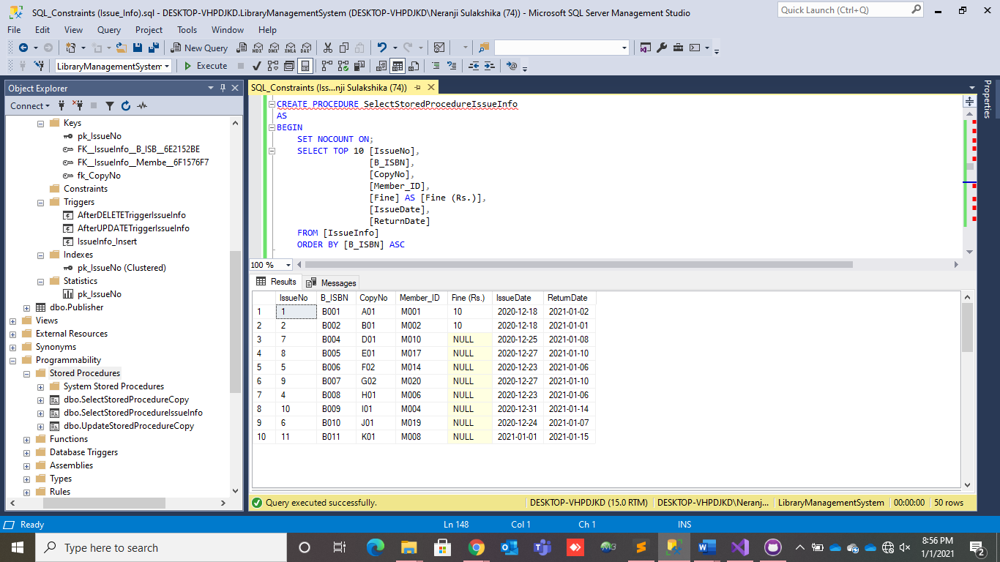 SQL_Constraints (Issue_Info).sql - DESKTOP-VHPDJKD.LibraryManagementSystem (DESKTOP-VHPDJKD\Neranji Sulakshika (74)) - Microsoft SQL Server Management Studio
Quick Launch (Ctrl+Q)
File Edit View Query Project Tools Window Help
New Query MDX DMX XMLA DAX
LibraryManagementSystem Execute
Object Explorer
Connect
Keys
pk_IssueNo
FK__IssueInfo__B_ISB__6E2152BE
FK__IssueInfo__Membe__6F1576F7
fk_CopyNo
Constraints
Triggers
AfterDELETETriggerIssueInfo
AfterUPDATETriggerIssueInfo
IssueInfo_Insert
Indexes
pk_IssueNo (Clustered)
Statistics
pk_IssueNo
dbo.Publisher
Views
External Resources
Synonyms
Programmability
Stored Procedures
System Stored Procedures
dbo.SelectStoredProcedureCopy
dbo.SelectStoredProcedureIssueInfo
dbo.UpdateStoredProcedureCopy
Functions
Database Triggers
Assemblies
Types
Rules
SQL_Constraints (Iss...nji Sulakshika (74))
Properties
CREATE PROCEDURE SelectStoredProcedureIssueInfo
AS
BEGIN
SET NOCOUNT ON;
SELECT TOP 10 [IssueNo],
[B_ISBN],
[CopyNo],
[Member_ID],
[Fine] AS [Fine (Rs.)],
[IssueDate],
[ReturnDate]
FROM [IssueInfo]
ORDER BY [B_ISBN] ASC
100 %
Results Messages
IssueNo B_ISBN CopyNo Member_ID Fine (Rs.) IssueDate ReturnDate
1 1 B001 A01 M001 10 2020-12-18 2021-01-02
2 2 B002 B01 M002 10 2020-12-18 2021-01-01
3 7 B004 D01 M010 NULL 2020-12-25 2021-01-08
4 8 B005 E01 M017 NULL 2020-12-27 2021-01-10
5 5 B006 F02 M014 NULL 2020-12-23 2021-01-06
6 9 B007 G02 M020 NULL 2020-12-27 2021-01-10
7 4 B008 H01 M006 NULL 2020-12-23 2021-01-06
8 10 B009 I01 M004 NULL 2020-12-31 2021-01-14
9 6 B010 J01 M019 NULL 2020-12-24 2021-01-07
10 11 B011 K01 M008 NULL 2021-01-01 2021-01-15
Query executed successfully. DESKTOP-VHPDJKD (15.0 RTM) DESKTOP-VHPDJKD\Neranj... LibraryManagementSystem 00:00:00 50 rows
Ready Ln 148 Col 1 Ch 1 INS
Type here to search
8:56 PM
1/1/2021
2